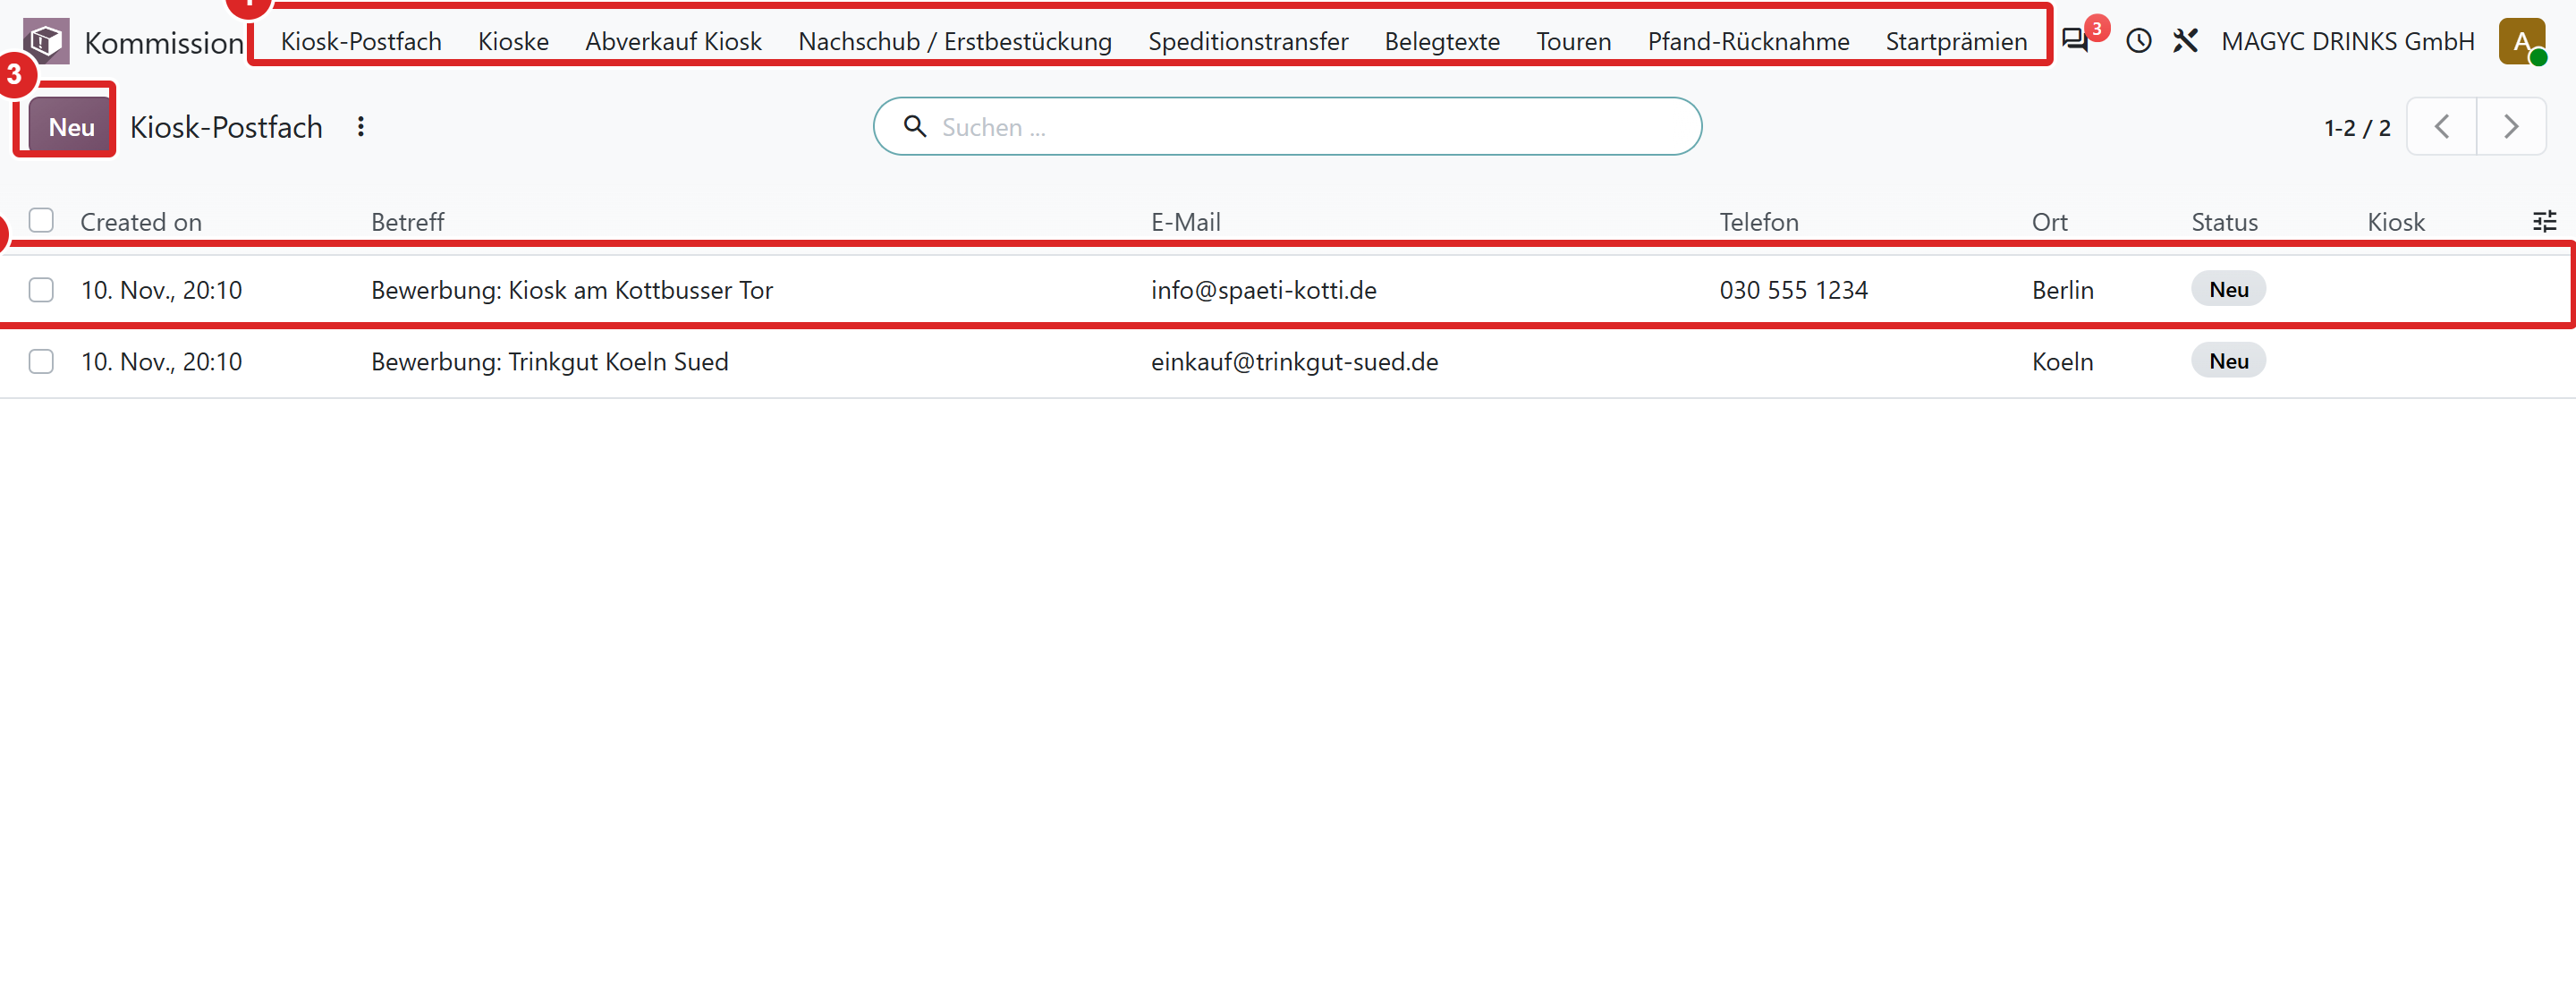 Kommission Kiosk-Postfach Kioske Abverkauf Kiosk Nachschub / Erstbestückung Speditionstransfer Belegtexte Touren Pfand-Rücknahme Startprämien 3 MAGYC DRINKS GmbH A
3
Neu Kiosk-Postfach Suchen ... 1-2 / 2
Created on Betreff E-Mail Telefon Ort Status Kiosk
10. Nov., 20:10 Bewerbung: Kiosk am Kottbusser Tor info@spaeti-kotti.de 030 555 1234 Berlin Neu
10. Nov., 20:10 Bewerbung: Trinkgut Koeln Sued einkauf@trinkgut-sued.de Koeln Neu